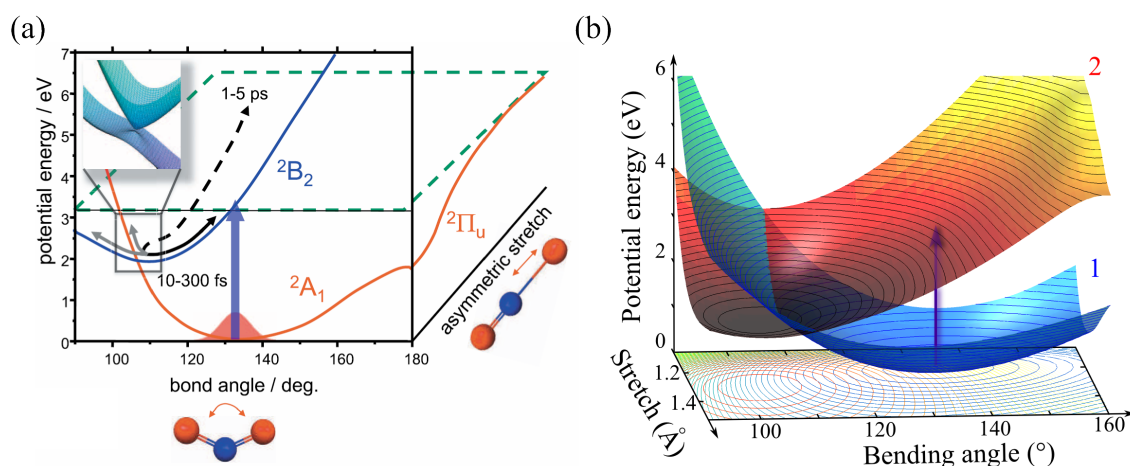 (a)
7
6
5
4
3
2
1
0
potential energy / eV
1-5 ps
²B₂
10-300 fs
²A₁
²Πᵤ
asymmetric stretch
100
120
140
160
180
bond angle / deg.
(b)
6
4
2
0
Potential energy (eV)
2
1
1.2
1.4
Stretch (Å)
100
120
140
160
Bending angle (°)